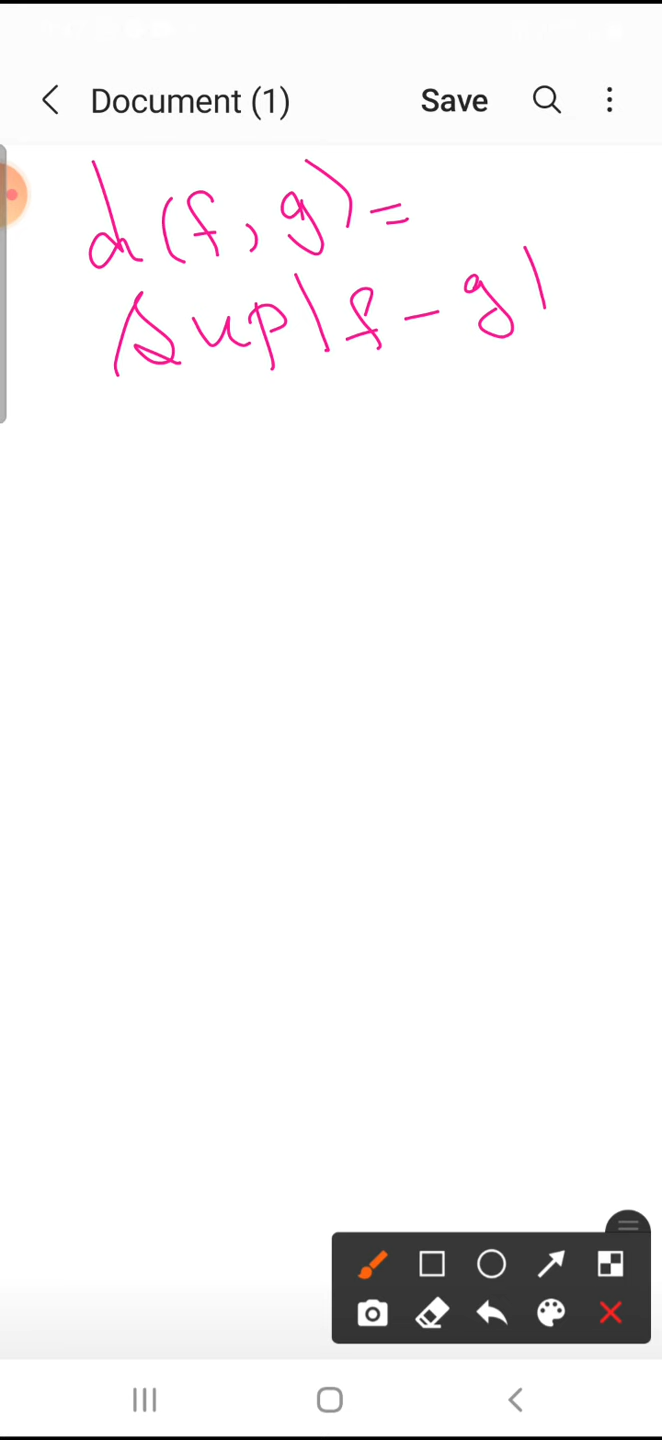 Document (1) Save
d(f, g) =
Sup|f - g|